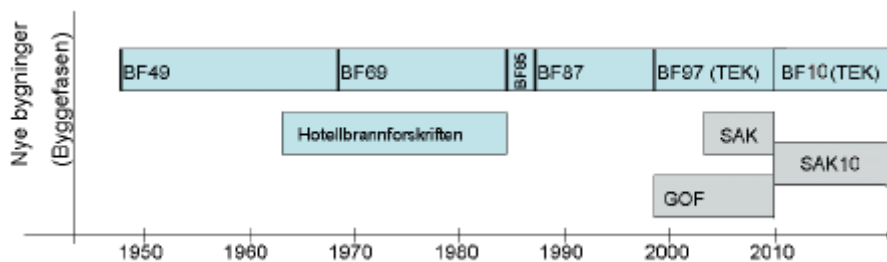 Nye bygninger
(Byggefasen)
BF49
BF69
BF85
BF87
BF97 (TEK)
BF10(TEK)
Hotellbrannforskriften
SAK
SAK10
GOF
1950
1960
1970
1980
1990
2000
2010